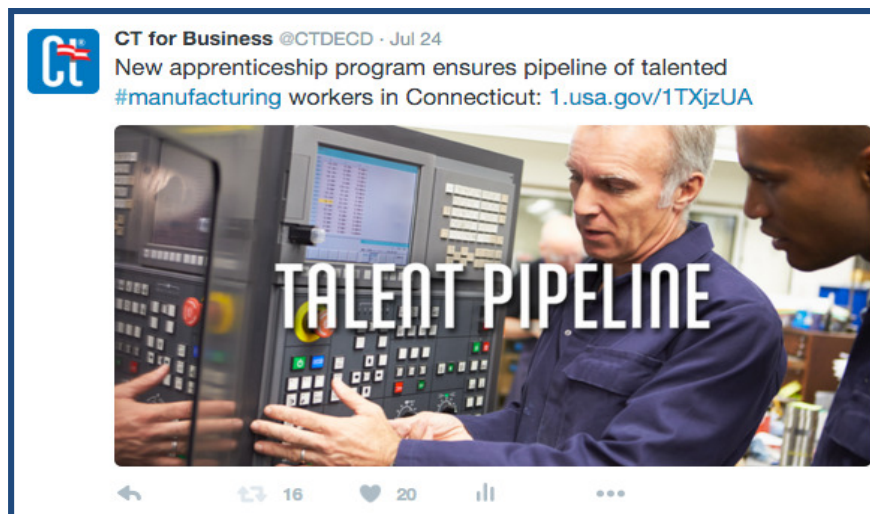 Ct
CT for Business @CTDECD · Jul 24
New apprenticeship program ensures pipeline of talented
#manufacturing workers in Connecticut: 1.usa.gov/1TXjzUA
TALENT PIPELINE
16 20